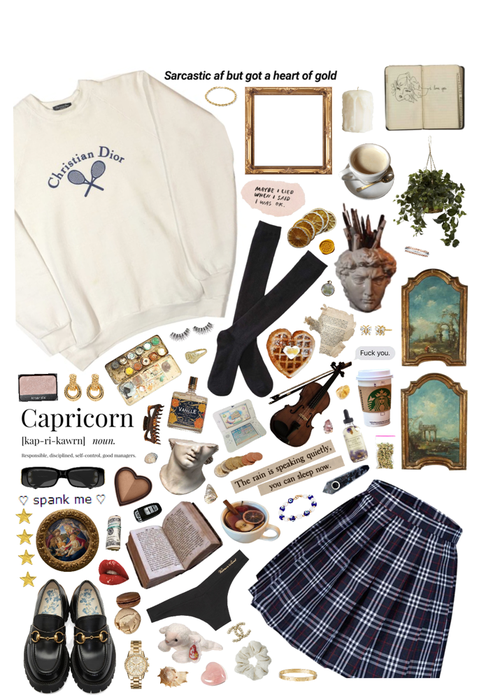 Sarcastic af but got a heart of gold
Christian Dior
MAYBE I LIED
WHEN I SAID
I WAS OK.
Fuck you.
VANILLE
Capricorn
[kap-ri-kawrn] noun.
Responsible, disciplined, self-control, good managers.
The rain is speaking quietly,
you can sleep now.
♡ spank me ♡